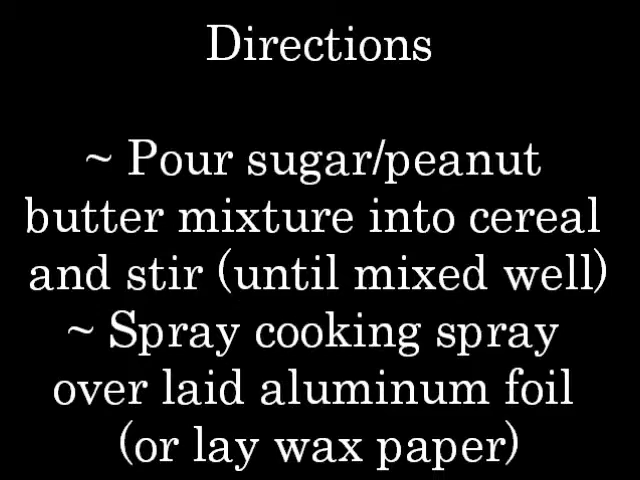 Directions
~ Pour sugar/peanut
butter mixture into cereal
and stir (until mixed well)
~ Spray cooking spray
over laid aluminum foil
(or lay wax paper)